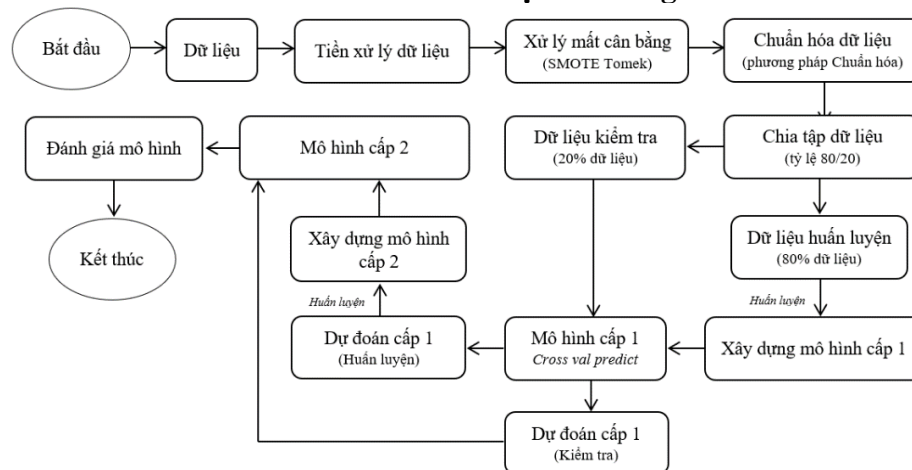 Bắt đầu
Dữ liệu
Tiền xử lý dữ liệu
Xử lý mất cân bằng
(SMOTE Tomek)
Chuẩn hóa dữ liệu
(phương pháp Chuẩn hóa)
Đánh giá mô hình
Mô hình cấp 2
Dữ liệu kiểm tra
(20% dữ liệu)
Chia tập dữ liệu
(tỷ lệ 80/20)
Kết thúc
Xây dựng mô hình
cấp 2
Dữ liệu huấn luyện
(80% dữ liệu)
Huấn luyện
Huấn luyện
Dự đoán cấp 1
(Huấn luyện)
Mô hình cấp 1
Cross val predict
Xây dựng mô hình cấp 1
Dự đoán cấp 1
(Kiểm tra)